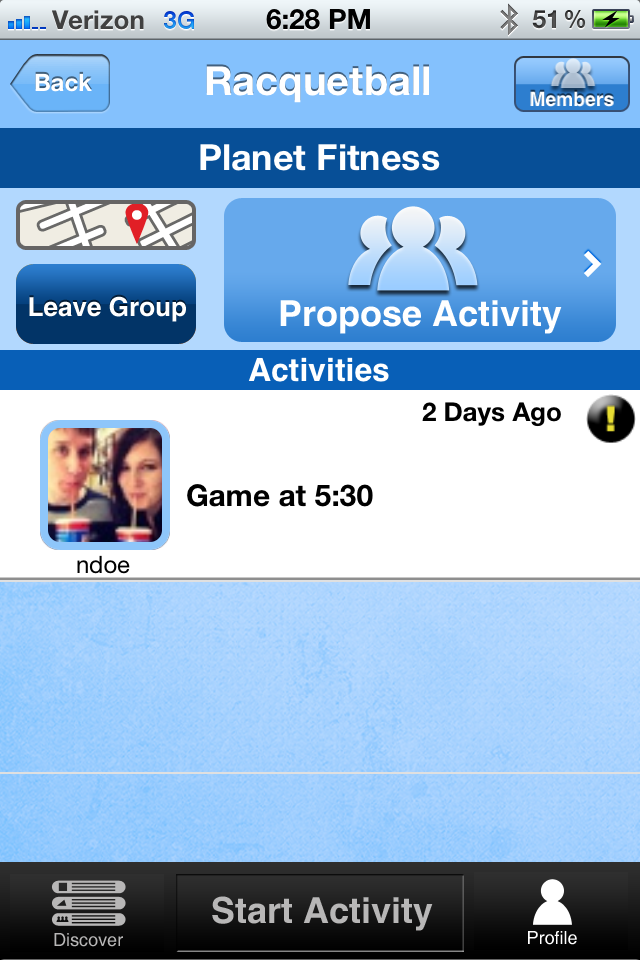 Verizon 3G 6:28 PM 51 %
Back Racquetball Members
Planet Fitness
Leave Group
Propose Activity
Activities
2 Days Ago
Game at 5:30
ndoe
Discover Start Activity Profile